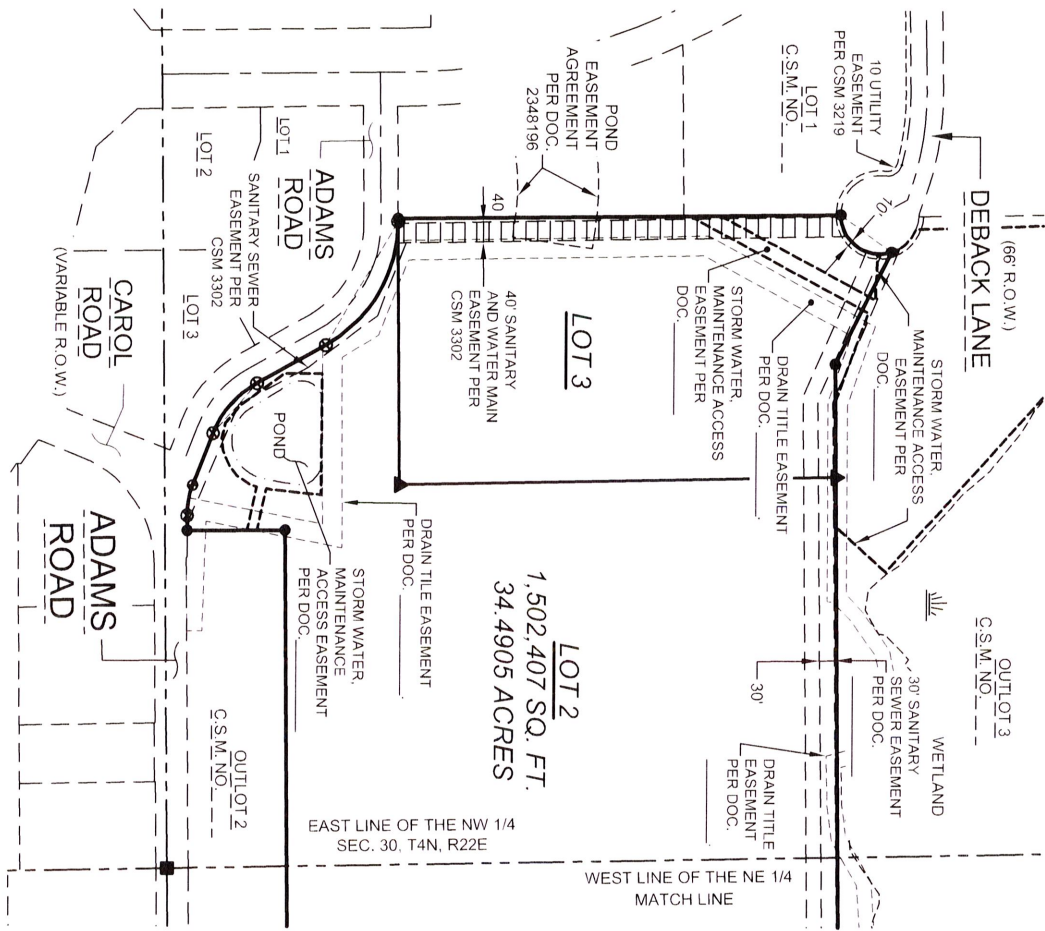 DEBACK LANE
(66' R.O.W.)
10 UTILITY
EASEMENT
PER CSM 3219
LOT 1
C.S.M. NO.
70.
POND
EASEMENT
AGREEMENT
PER DOC.
2348196
STORM WATER,
MAINTENANCE ACCESS
EASEMENT PER
DOC.
OUTLOT 3
C.S.M. NO.
WETLAND
30' SANITARY
SEWER EASEMENT
PER DOC.
30'
DRAIN TITLE
EASEMENT
PER DOC.
DRAIN TITLE EASEMENT
PER DOC.
STORM WATER,
MAINTENANCE ACCESS
EASEMENT PER
DOC.
LOT 3
40
40' SANITARY
AND WATER MAIN
EASEMENT PER
CSM 3302
LOT 2
1,502,407 SQ. FT.
34.4905 ACRES
ADAMS
ROAD
LOT 1
LOT 2
SANITARY SEWER
EASEMENT PER
CSM 3302
LOT 3
POND
DRAIN TILE EASEMENT
PER DOC.
STORM WATER,
MAINTENANCE
ACCESS EASEMENT
PER DOC.
CAROL
ROAD
(VARIABLE R.O.W.)
ADAMS
ROAD
OUTLOT 2
C.S.M. NO.
EAST LINE OF THE NW 1/4
SEC. 30, T4N, R22E
WEST LINE OF THE NE 1/4
MATCH LINE